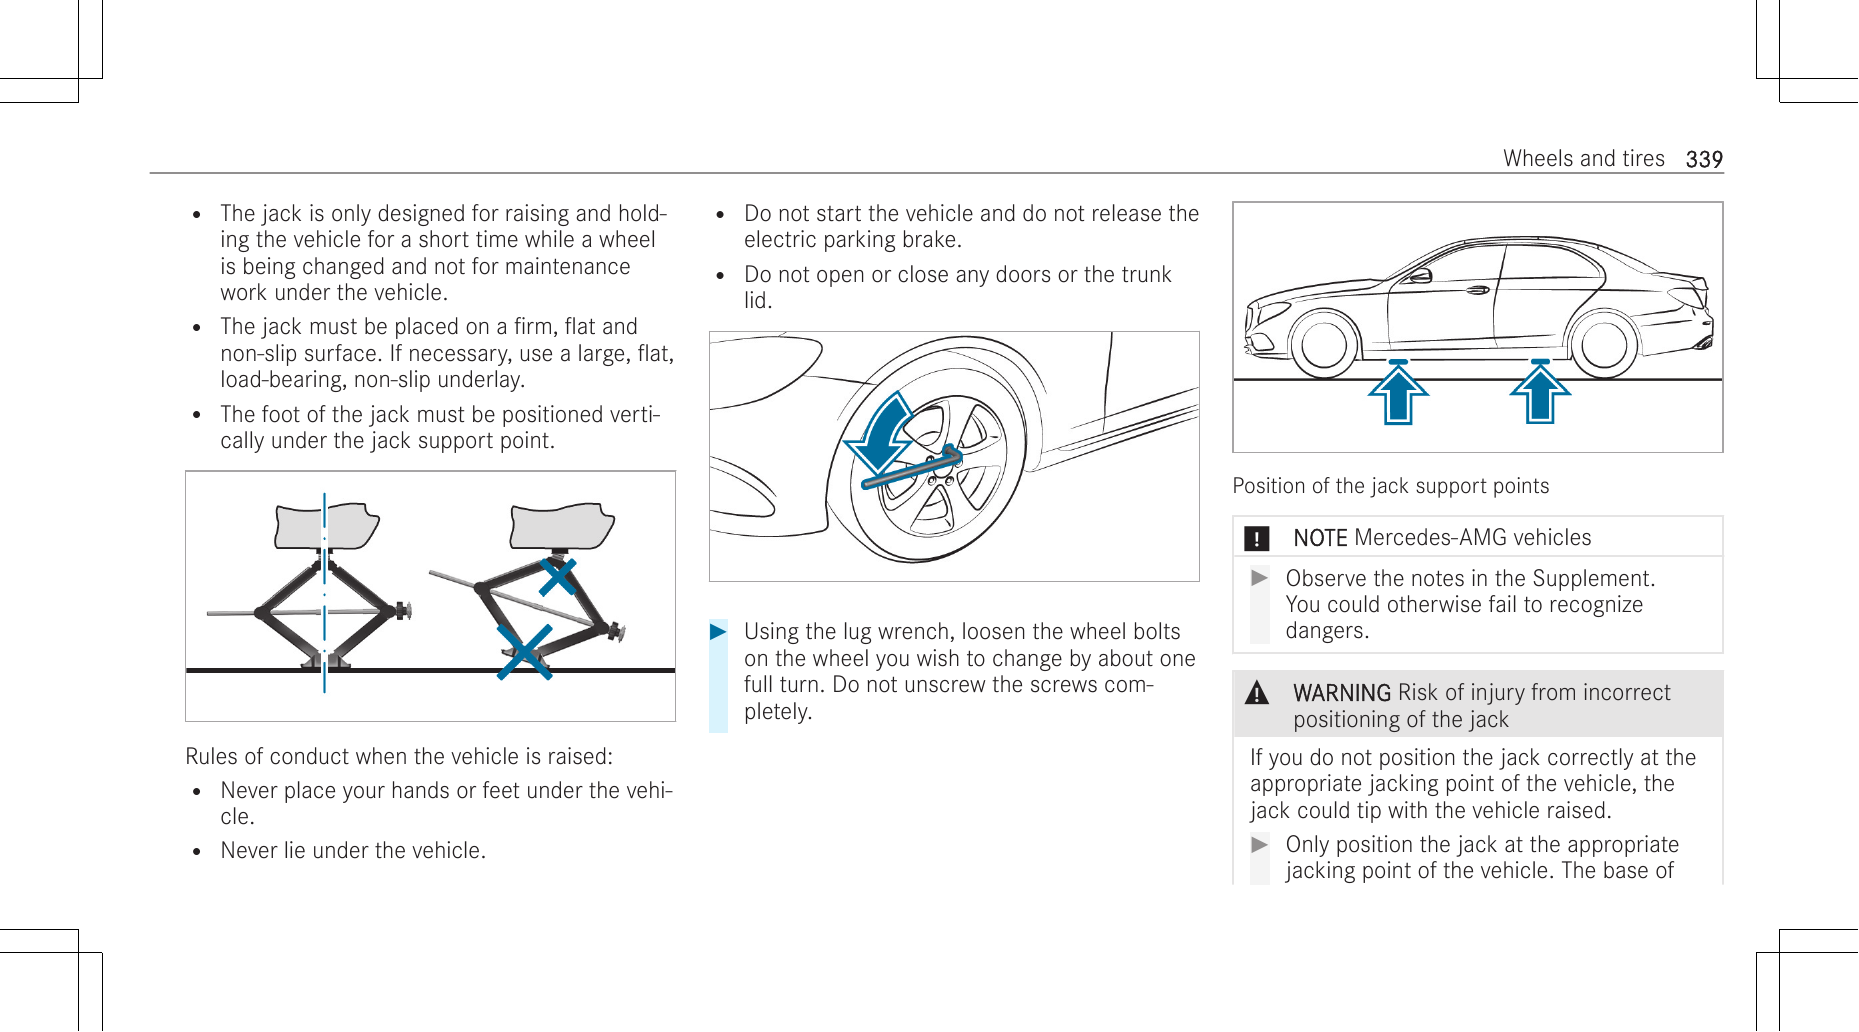 Wheels and tires 339
• The jack is only designed for raising and hold-
ing the vehicle for a short time while a wheel
is being changed and not for maintenance
work under the vehicle.
• The jack must be placed on a firm, flat and
non-slip surface. If necessary, use a large, flat,
load-bearing, non-slip underlay.
• The foot of the jack must be positioned verti-
cally under the jack support point.
Rules of conduct when the vehicle is raised:
• Never place your hands or feet under the vehi-
cle.
• Never lie under the vehicle.
• Do not start the vehicle and do not release the
electric parking brake.
• Do not open or close any doors or the trunk
lid.
▶ Using the lug wrench, loosen the wheel bolts
on the wheel you wish to change by about one
full turn. Do not unscrew the screws com-
pletely.
Position of the jack support points
! NOTE Mercedes-AMG vehicles
▶ Observe the notes in the Supplement.
You could otherwise fail to recognize
dangers.
⚠ WARNING Risk of injury from incorrect
positioning of the jack
If you do not position the jack correctly at the
appropriate jacking point of the vehicle, the
jack could tip with the vehicle raised.
▶ Only position the jack at the appropriate
jacking point of the vehicle. The base of